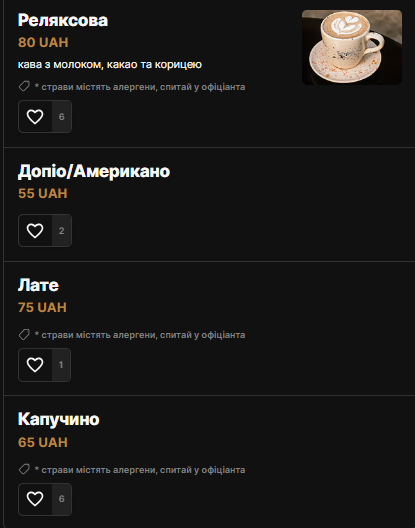 Реляксова
80 UAH
кава з молоком, какао та корицею
* страви містять алергени, спитай у офіціанта
6
Допіо/Американо
55 UAH
2
Лате
75 UAH
* страви містять алергени, спитай у офіціанта
1
Капучино
65 UAH
* страви містять алергени, спитай у офіціанта
6